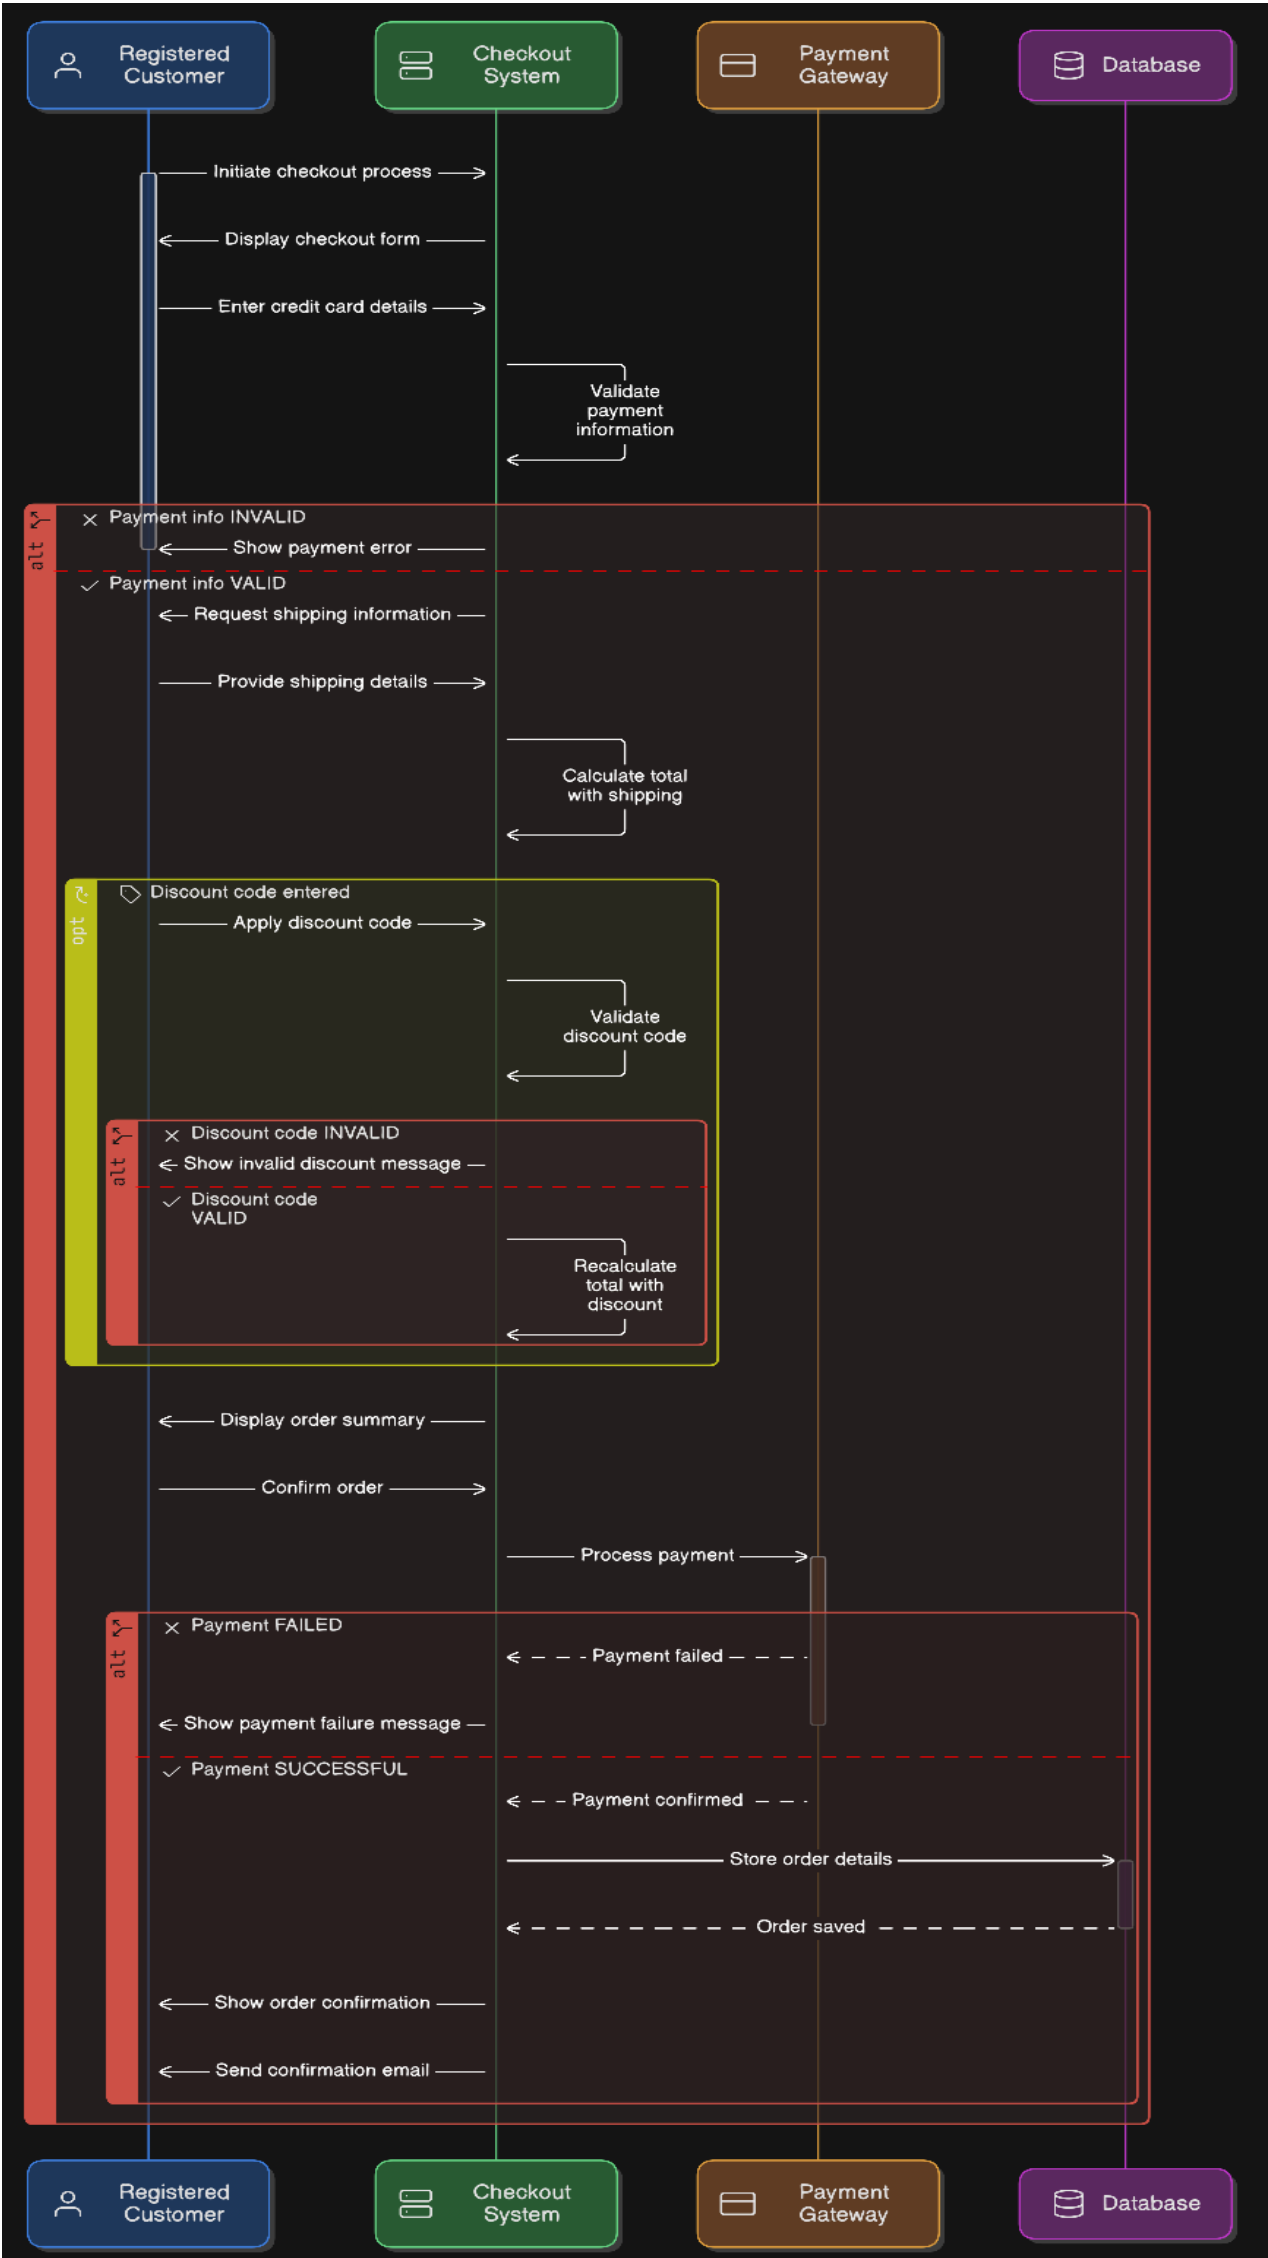 Registered
Customer
Checkout
System
Payment
Gateway
Database
Initiate checkout process
Display checkout form
Enter credit card details
Validate
payment
information
alt
Payment info INVALID
Show payment error
Payment info VALID
Request shipping information
Provide shipping details
Calculate total
with shipping
opt
Discount code entered
Apply discount code
Validate
discount code
alt
Discount code INVALID
Show invalid discount message
Discount code
VALID
Recalculate
total with
discount
Display order summary
Confirm order
Process payment
alt
Payment FAILED
Payment failed
Show payment failure message
Payment SUCCESSFUL
Payment confirmed
Store order details
Order saved
Show order confirmation
Send confirmation email
Registered
Customer
Checkout
System
Payment
Gateway
Database